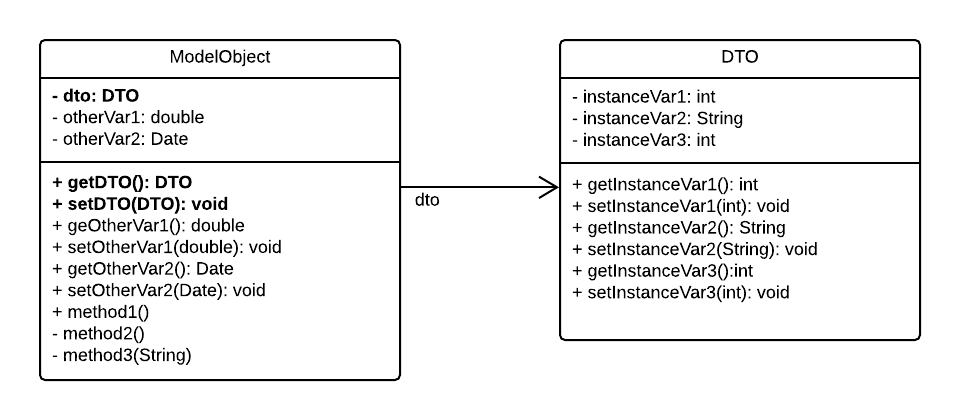 ModelObject
- dto: DTO
- otherVar1: double
- otherVar2: Date
+ getDTO(): DTO
+ setDTO(DTO): void
+ geOtherVar1(): double
+ setOtherVar1(double): void
+ getOtherVar2(): Date
+ setOtherVar2(Date): void
+ method1()
- method2()
- method3(String)
dto
DTO
- instanceVar1: int
- instanceVar2: String
- instanceVar3: int
+ getInstanceVar1(): int
+ setInstanceVar1(int): void
+ getInstanceVar2(): String
+ setInstanceVar2(String): void
+ getInstanceVar3():int
+ setInstanceVar3(int): void